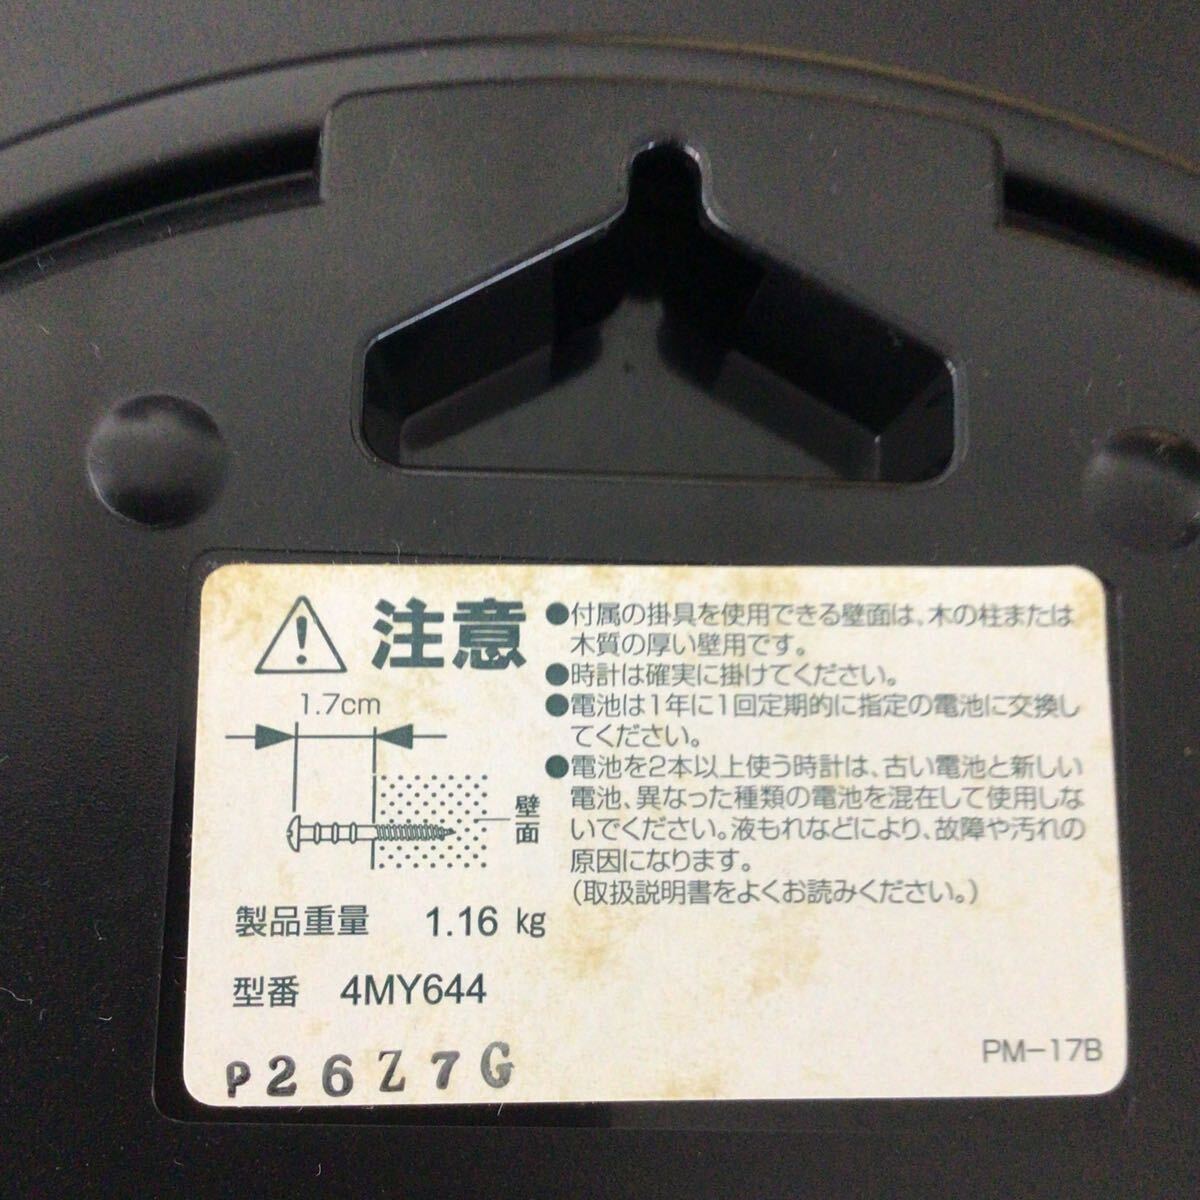 注意
1.7cm
壁面
製品重量 1.16 kg
型番 4MY644
P26Z7G
●付属の掛具を使用できる壁面は、木の柱または
木質の厚い壁用です。
●時計は確実に掛けてください。
●電池は1年に1回定期的に指定の電池に交換し
てください。
●電池を2本以上使う時計は、古い電池と新しい
電池、異なった種類の電池を混在して使用しな
いでください。液もれなどにより、故障や汚れの
原因になります。
(取扱説明書をよくお読みください。)
PM-17B